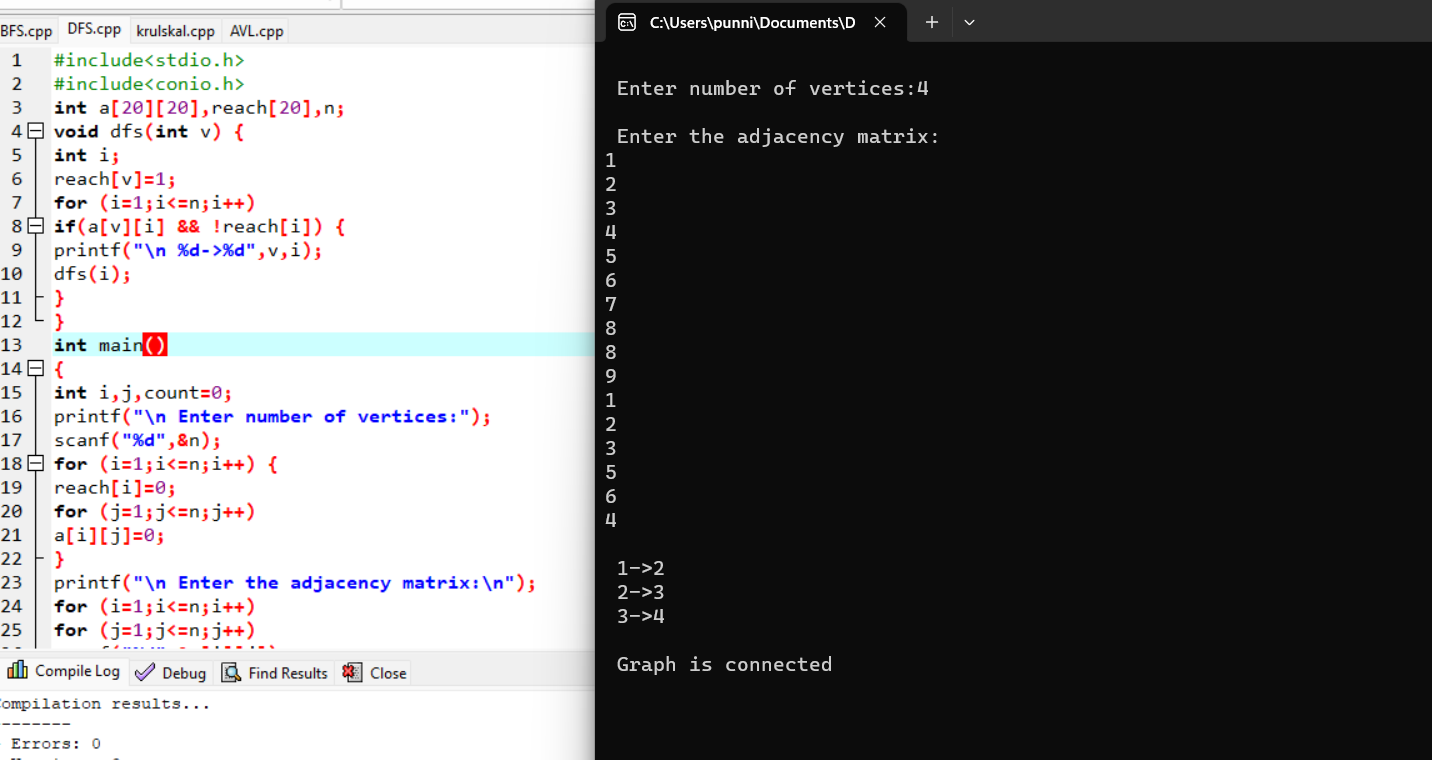 BFS.cpp DFS.cpp krulskal.cpp AVL.cpp
1 #include<stdio.h>
2 #include<conio.h>
3 int a[20][20],reach[20],n;
4 void dfs(int v) {
5 int i;
6 reach[v]=1;
7 for (i=1;i<=n;i++)
8 if(a[v][i] && !reach[i]) {
9 printf("\n %d->%d",v,i);
10 dfs(i);
11 }
12 }
13 int main()
14 {
15 int i,j,count=0;
16 printf("\n Enter number of vertices:");
17 scanf("%d",&n);
18 for (i=1;i<=n;i++) {
19 reach[i]=0;
20 for (j=1;j<=n;j++)
21 a[i][j]=0;
22 }
23 printf("\n Enter the adjacency matrix:\n");
24 for (i=1;i<=n;i++)
25 for (j=1;j<=n;j++)
Compile Log Debug Find Results Close
ompilation results...
--------
- Errors: 0
C:\Users\punni\Documents\D
Enter number of vertices:4
Enter the adjacency matrix:
1
2
3
4
5
6
7
8
8
9
1
2
3
5
6
4
1->2
2->3
3->4
Graph is connected